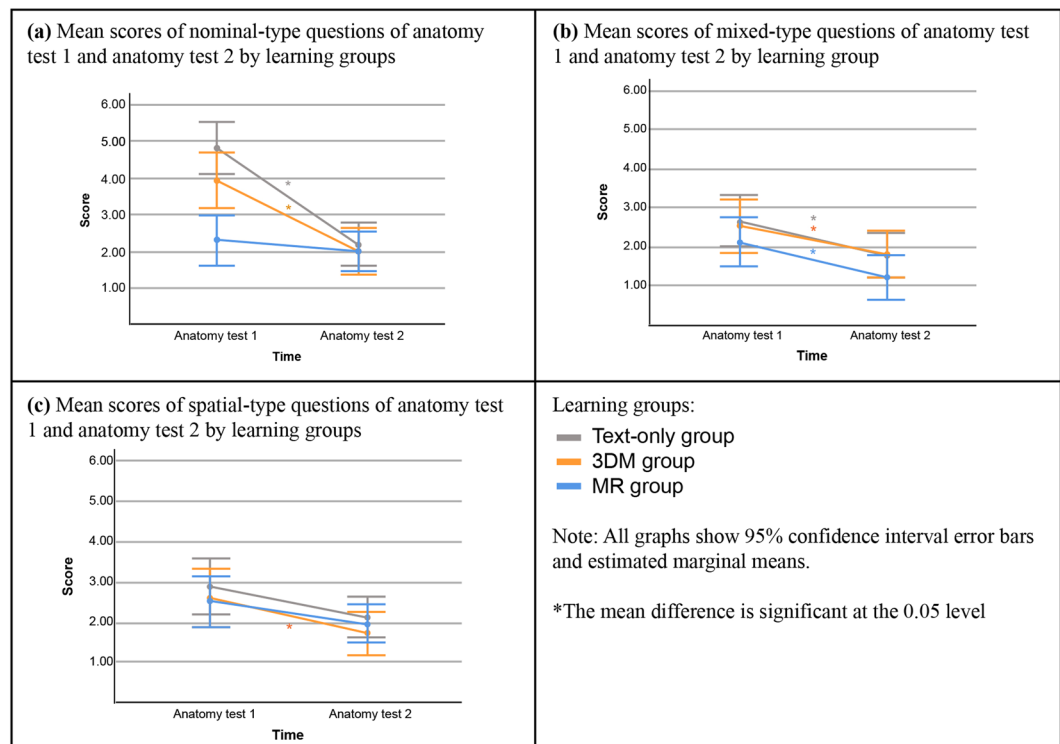 (a) Mean scores of nominal-type questions of anatomy
test 1 and anatomy test 2 by learning groups
6.00
5.00
4.00
3.00
2.00
1.00
Score
*
*
Anatomy test 1
Anatomy test 2
Time
(b) Mean scores of mixed-type questions of anatomy test
1 and anatomy test 2 by learning group
6.00
5.00
4.00
3.00
2.00
1.00
Score
*
*
*
Anatomy test 1
Anatomy test 2
Time
(c) Mean scores of spatial-type questions of anatomy test
1 and anatomy test 2 by learning groups
6.00
5.00
4.00
3.00
2.00
1.00
Score
*
Anatomy test 1
Anatomy test 2
Time
Learning groups:
Text-only group
3DM group
MR group
Note: All graphs show 95% confidence interval error bars
and estimated marginal means.
*The mean difference is significant at the 0.05 level